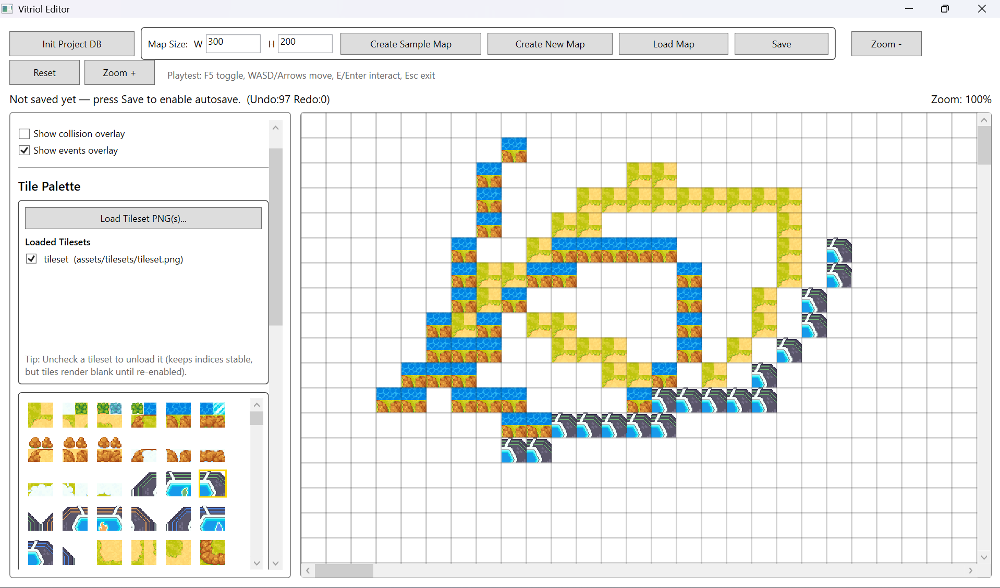 Vitriol Editor
Init Project DB
Map Size: W 300 H 200
Create Sample Map
Create New Map
Load Map
Save
Zoom -
Reset
Zoom +
Playtest: F5 toggle, WASD/Arrows move, E/Enter interact, Esc exit
Not saved yet — press Save to enable autosave. (Undo:97 Redo:0)
Zoom: 100%
Show collision overlay
Show events overlay
Tile Palette
Load Tileset PNG(s)...
Loaded Tilesets
tileset (assets/tilesets/tileset.png)
Tip: Uncheck a tileset to unload it (keeps indices stable,
but tiles render blank until re-enabled).